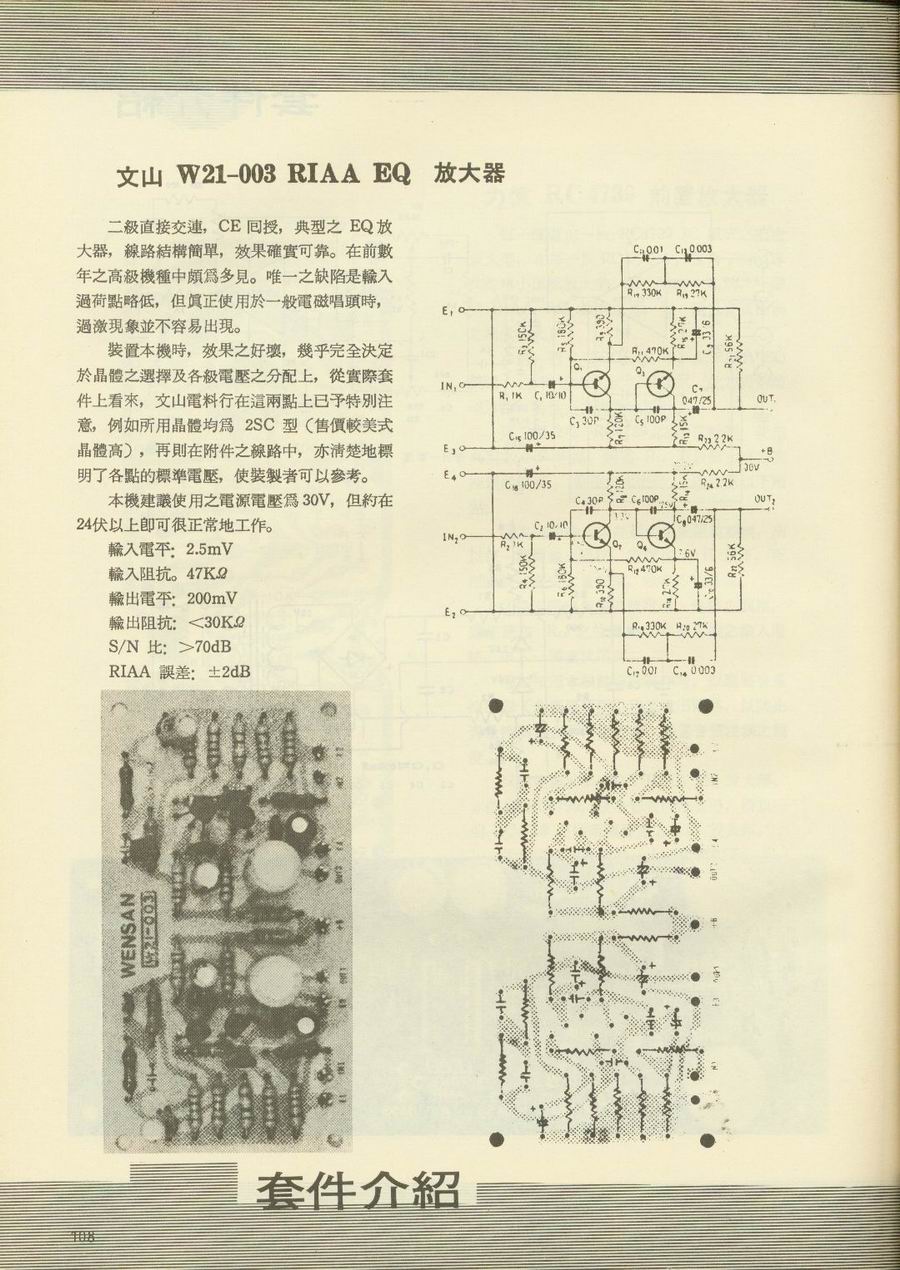 文山 W21-003 RIAA EQ 放大器
二級直接交連，CE 回授，典型之 EQ放
大器，線路結構簡單，效果確實可靠。在前數
年之高級機種中頗爲多見。唯一之缺陷是輸入
過荷點略低，但眞正使用於一般電磁唱頭時，
過激現象並不容易出現。
裝置本機時，效果之好壞，幾乎完全決定
於晶體之選擇及各級電壓之分配上，從實際套
件上看來，文山電料行在這兩點上已予特別注
意，例如所用晶體均爲 2SC 型（售價較美式
晶體高），再則在附件之線路中，亦淸楚地標
明了各點的標準電壓，使裝製者可以參考。
本機建議使用之電源電壓爲 30V，但約在
24伏以上卽可很正常地工作。
輸入電平：2.5mV
輸入阻抗。47KΩ
輸出電平：200mV
輸出阻抗：＜30KΩ
S/N 比：＞70dB
RIAA 誤差：±2dB
C₁₁ 0.01 C₁₃ 0.003
R₁₇ 330K R₁₉ 27K
E₁
R₃ 150K R₅ 180K R₉ 390 R₁₅ 2.7K C₉ 33/6
R₁₁ 470K R₂₁ 56K
Q₁ Q₃
IN₁ R₁ 1K C₁ 10/10 C₇ 047/25 OUT₁
C₃ 30P C₅ 100P
R₇ 120K R₁₃ 15K
C₁₅ 100/35 R₂₃ 2.2K
E₃ +B
E₄ 30V
C₁₆ 100/35 R₂₄ 2.2K
R₈ 120K R₁₄ 15K OUT₂
C₄ 30P C₆ 100P C₈ 047/25
IN₂ R₂ 1K C₂ 10/10 Q₂ Q₄
R₄ 150K R₆ 180K R₁₂ 470K R₂₂ 56K
R₁₀ 390 R₁₆ 2.7K C₁₀ 33/6
E₂
R₁₈ 330K R₂₀ 27K
C₁₂ 0.01 C₁₄ 0.003
WENSAN
W21-003
套件介紹
108